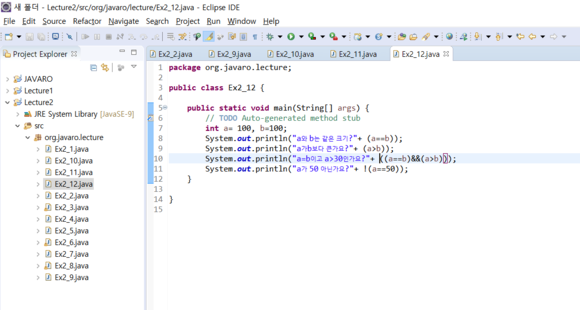 새 폴더 - Lecture2/src/org/javaro/lecture/Ex2_12.java - Eclipse IDE
File Edit Source Refactor Navigate Search Project Run Window Help
Project Explorer
Ex2_2.java Ex2_9.java Ex2_10.java Ex2_11.java Ex2_12.java
JAVARO
Lecture1
Lecture2
JRE System Library [JavaSE-9]
src
org.javaro.lecture
Ex2_1.java
Ex2_10.java
Ex2_11.java
Ex2_12.java
Ex2_2.java
Ex2_3.java
Ex2_4.java
Ex2_5.java
Ex2_6.java
Ex2_7.java
Ex2_8.java
Ex2_9.java
1 package org.javaro.lecture;
2
3 public class Ex2_12 {
4
5 public static void main(String[] args) {
6 // TODO Auto-generated method stub
7 int a= 100, b=100;
8 System.out.println("a와 b는 같은 크기?"+ (a==b));
9 System.out.println("a가 b보다 큰가요?"+ (a>b));
10 System.out.println("a=b이고 a>30인가요?"+ ((a==b)&&(a>b)));
11 System.out.println("a가 50 아닌가요?"+ !(a==50));
12 }
13
14 }
15